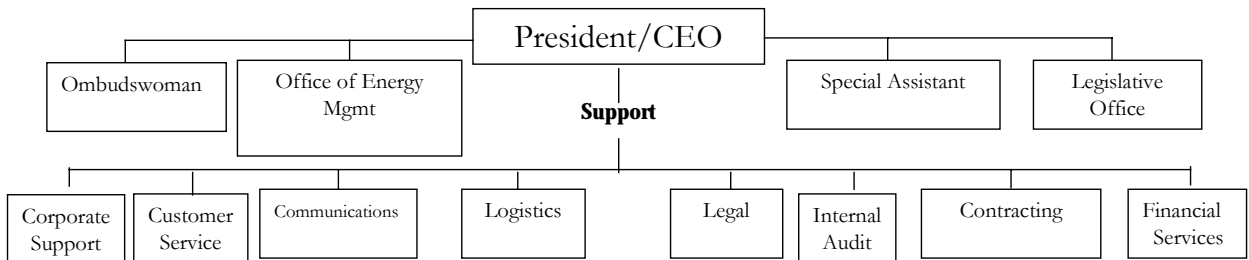 President/CEO
Ombudswoman
Office of Energy
Mgmt
Special Assistant
Legislative
Office
Support
Corporate
Support
Customer
Service
Communications
Logistics
Legal
Internal
Audit
Contracting
Financial
Services